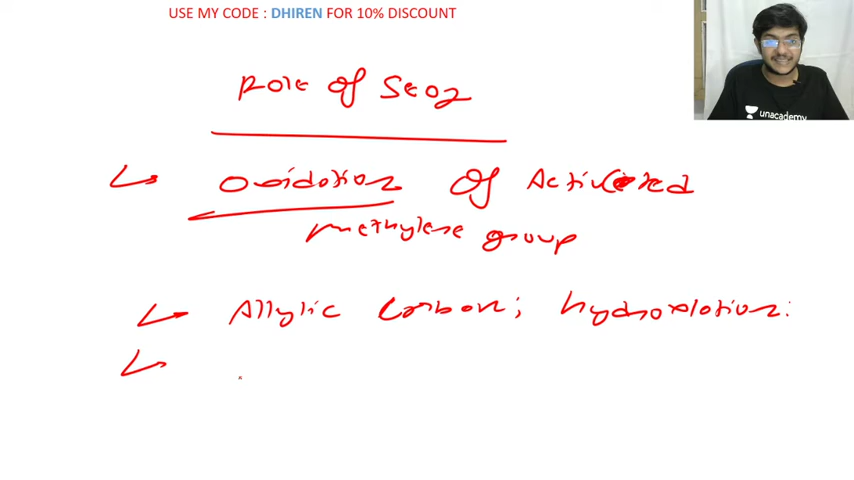 USE MY CODE : DHIREN FOR 10% DISCOUNT
unacademy
Role of SeO2
Oxidation of Activated
methylene group
Allylic Carbon; hydroxylation: